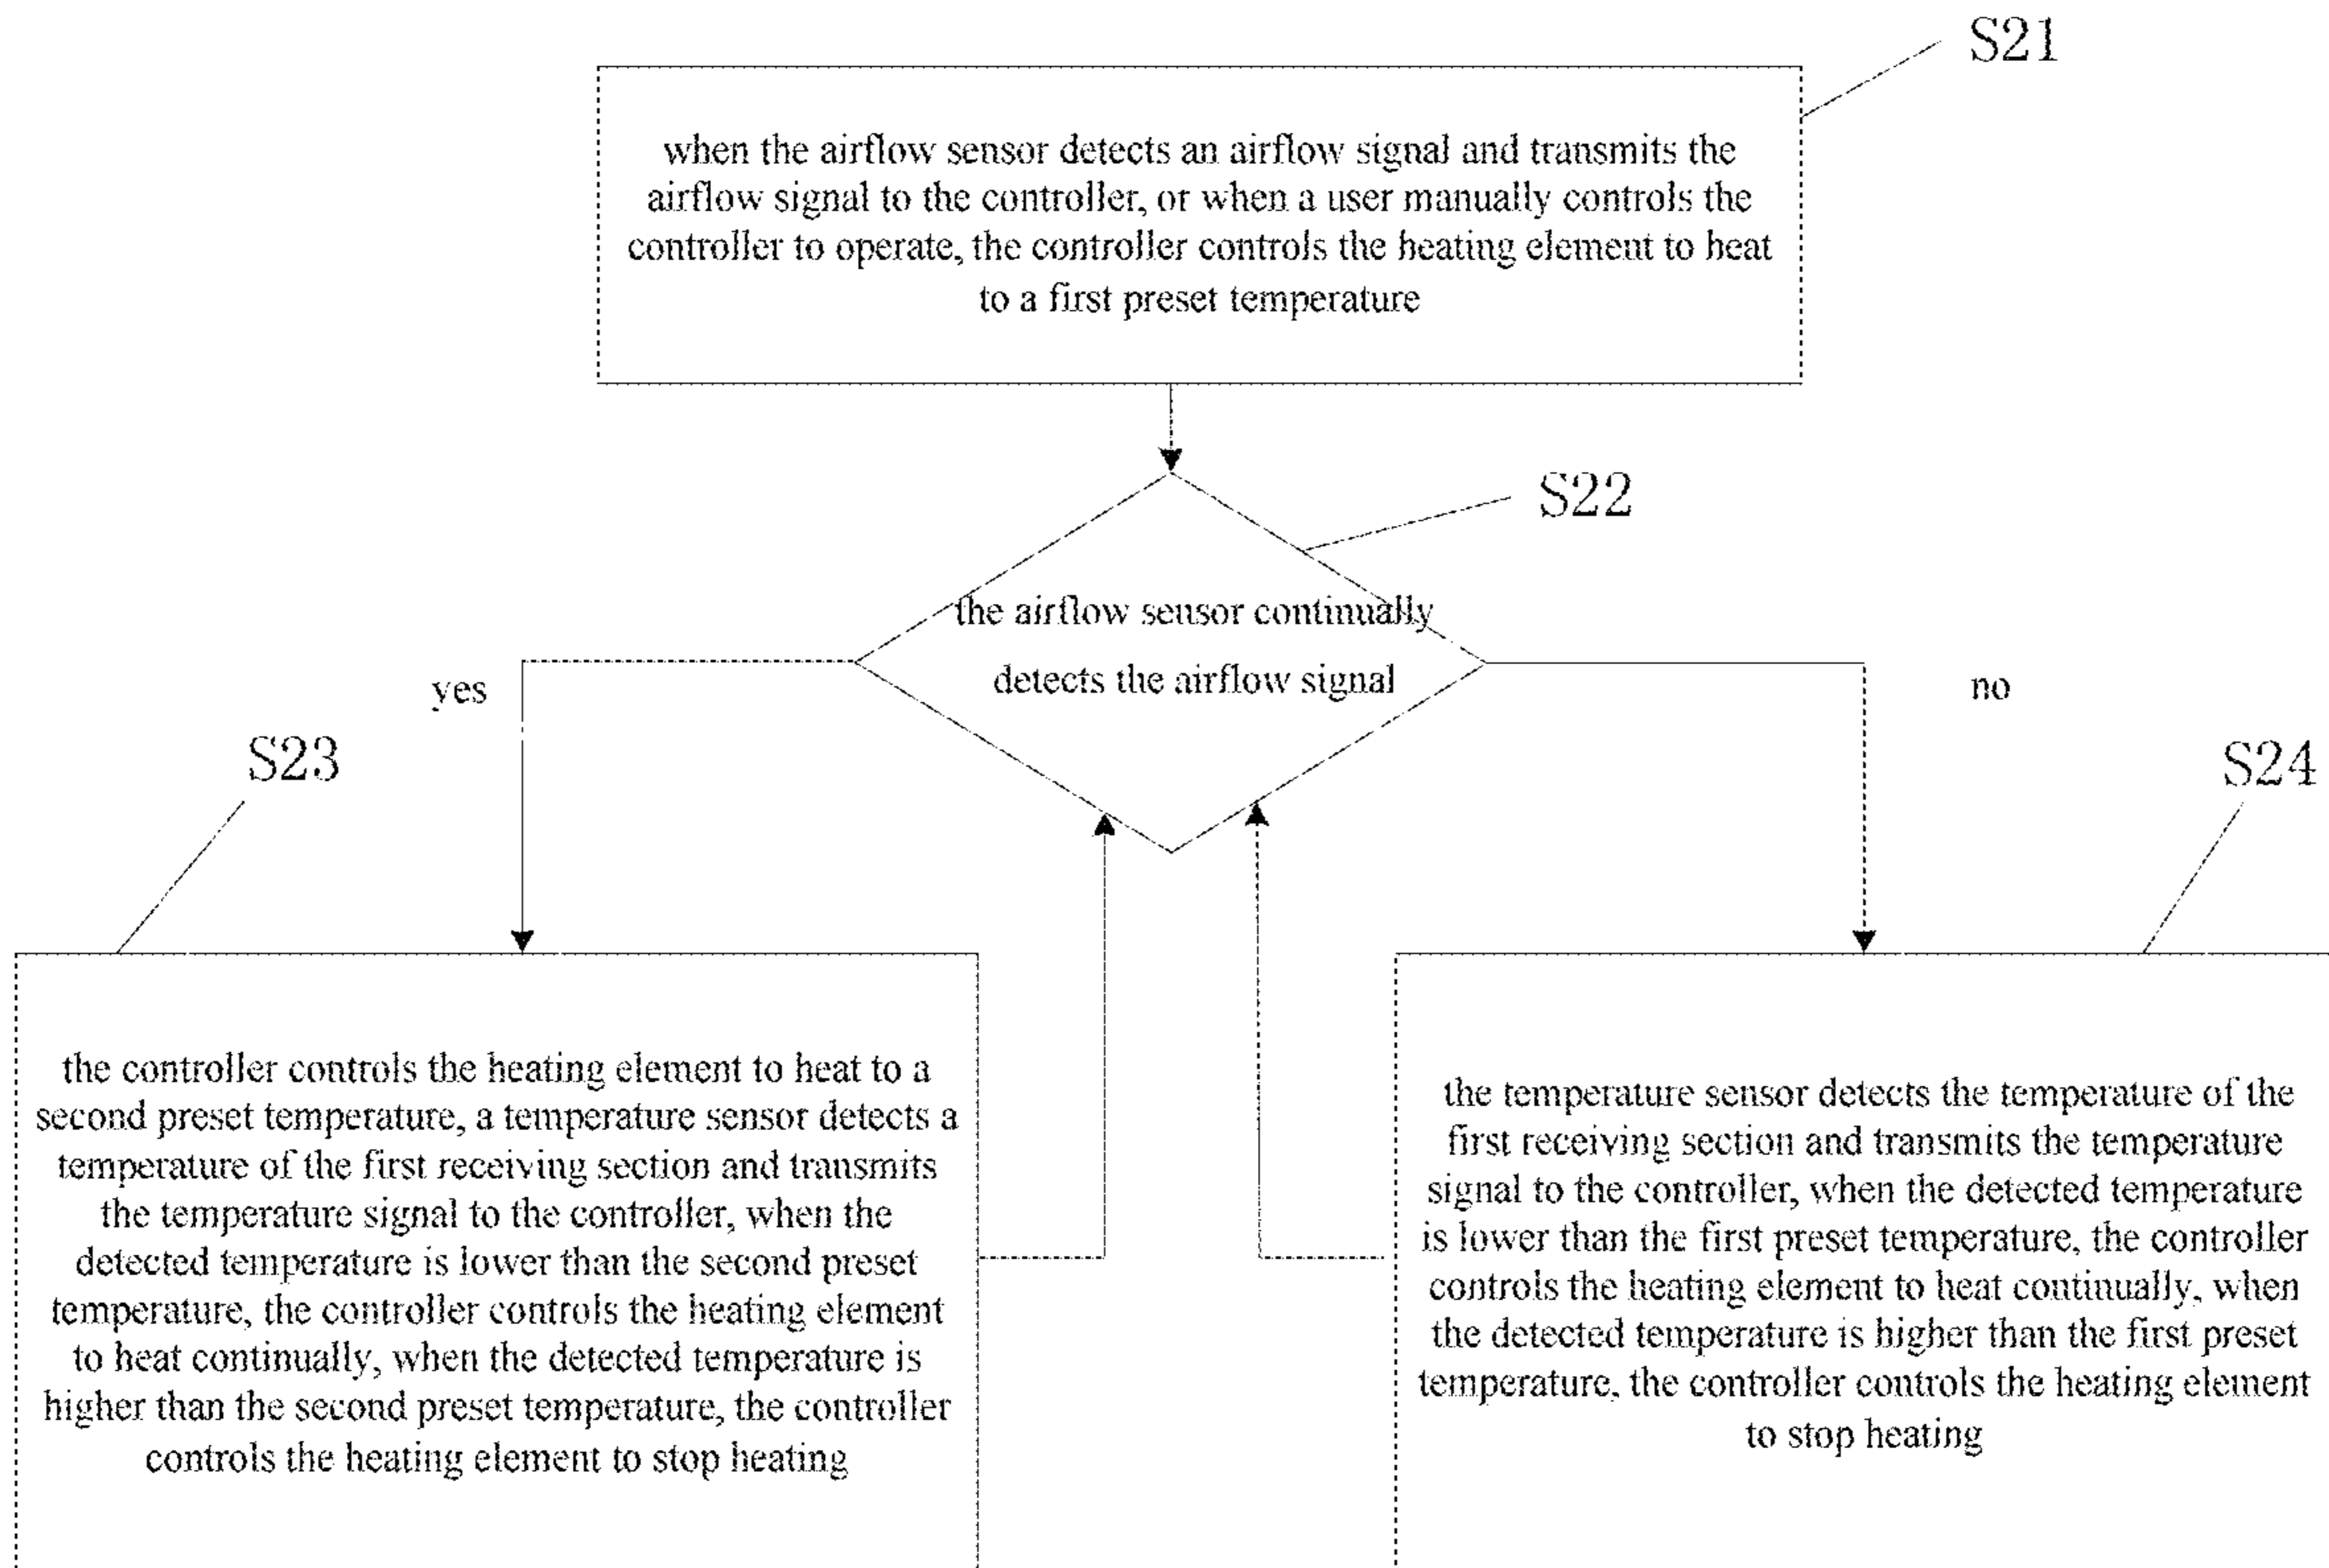 S21
when the airflow sensor detects an airflow signal and transmits the
airflow signal to the controller, or when a user manually controls the
controller to operate, the controller controls the heating element to heat
to a first preset temperature
S22
the airflow sensor continually
detects the airflow signal
yes
no
S23
S24
the controller controls the heating element to heat to a
second preset temperature, a temperature sensor detects a
temperature of the first receiving section and transmits
the temperature signal to the controller, when the
detected temperature is lower than the second preset
temperature, the controller controls the heating element
to heat continually, when the detected temperature is
higher than the second preset temperature, the controller
controls the heating element to stop heating
the temperature sensor detects the temperature of the
first receiving section and transmits the temperature
signal to the controller, when the detected temperature
is lower than the first preset temperature, the controller
controls the heating element to heat continually, when
the detected temperature is higher than the first preset
temperature, the controller controls the heating element
to stop heating